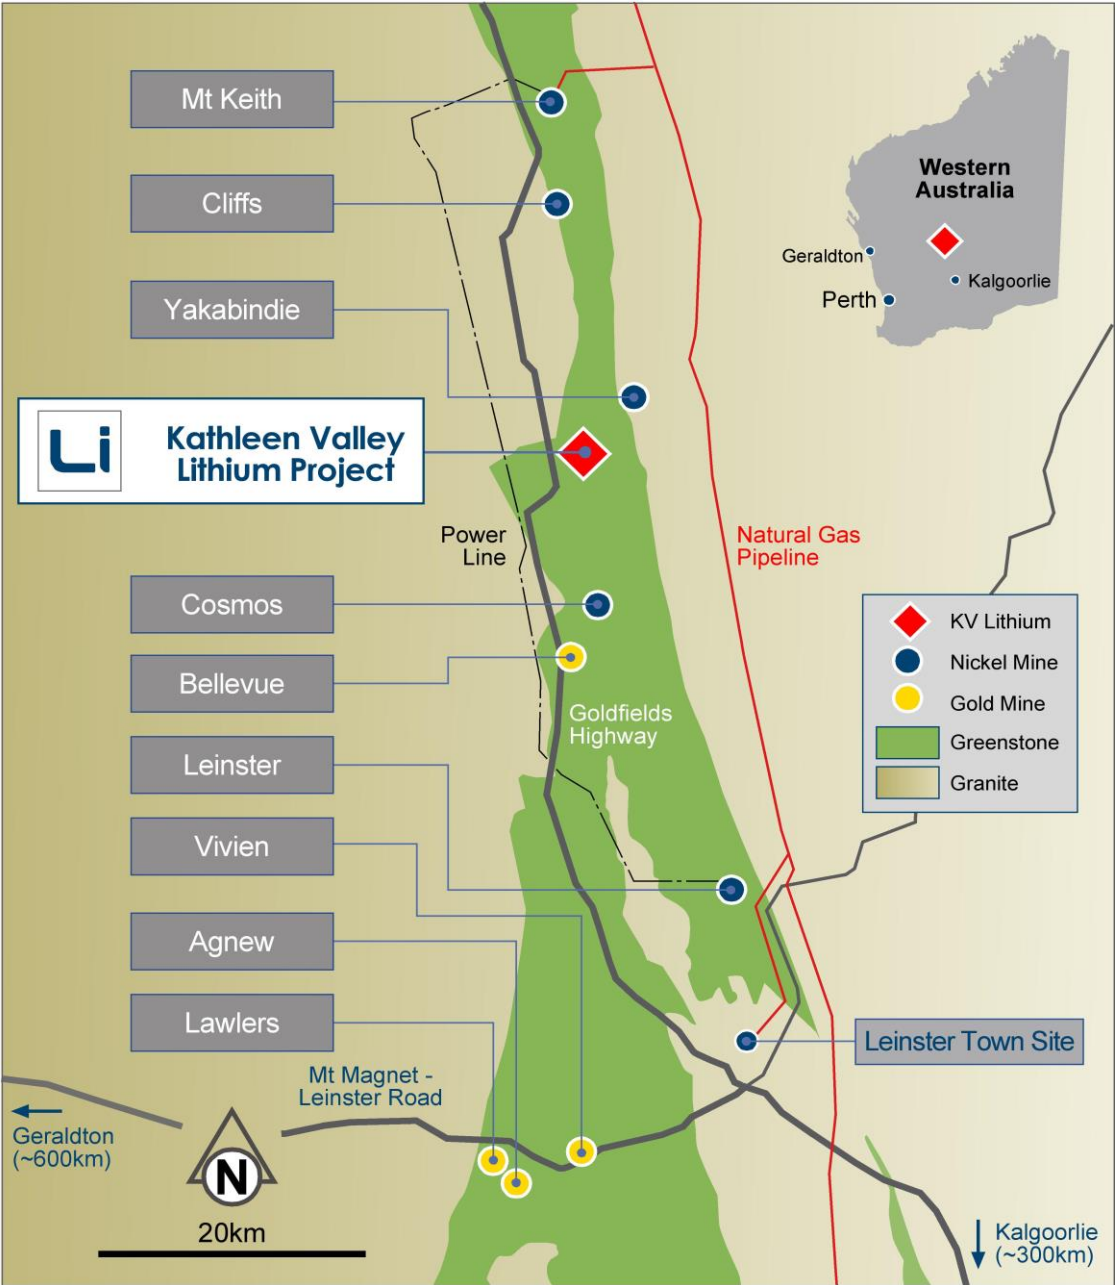 Mt Keith
Cliffs
Yakabindie
Li
Kathleen Valley
Lithium Project
Power
Line
Cosmos
Bellevue
Leinster
Vivien
Agnew
Lawlers
Goldfields
Highway
Natural Gas
Pipeline
Western
Australia
Geraldton
Kalgoorlie
Perth
KV Lithium
Nickel Mine
Gold Mine
Greenstone
Granite
Leinster Town Site
Mt Magnet -
Leinster Road
Geraldton
(~600km)
N
20km
Kalgoorlie
(~300km)